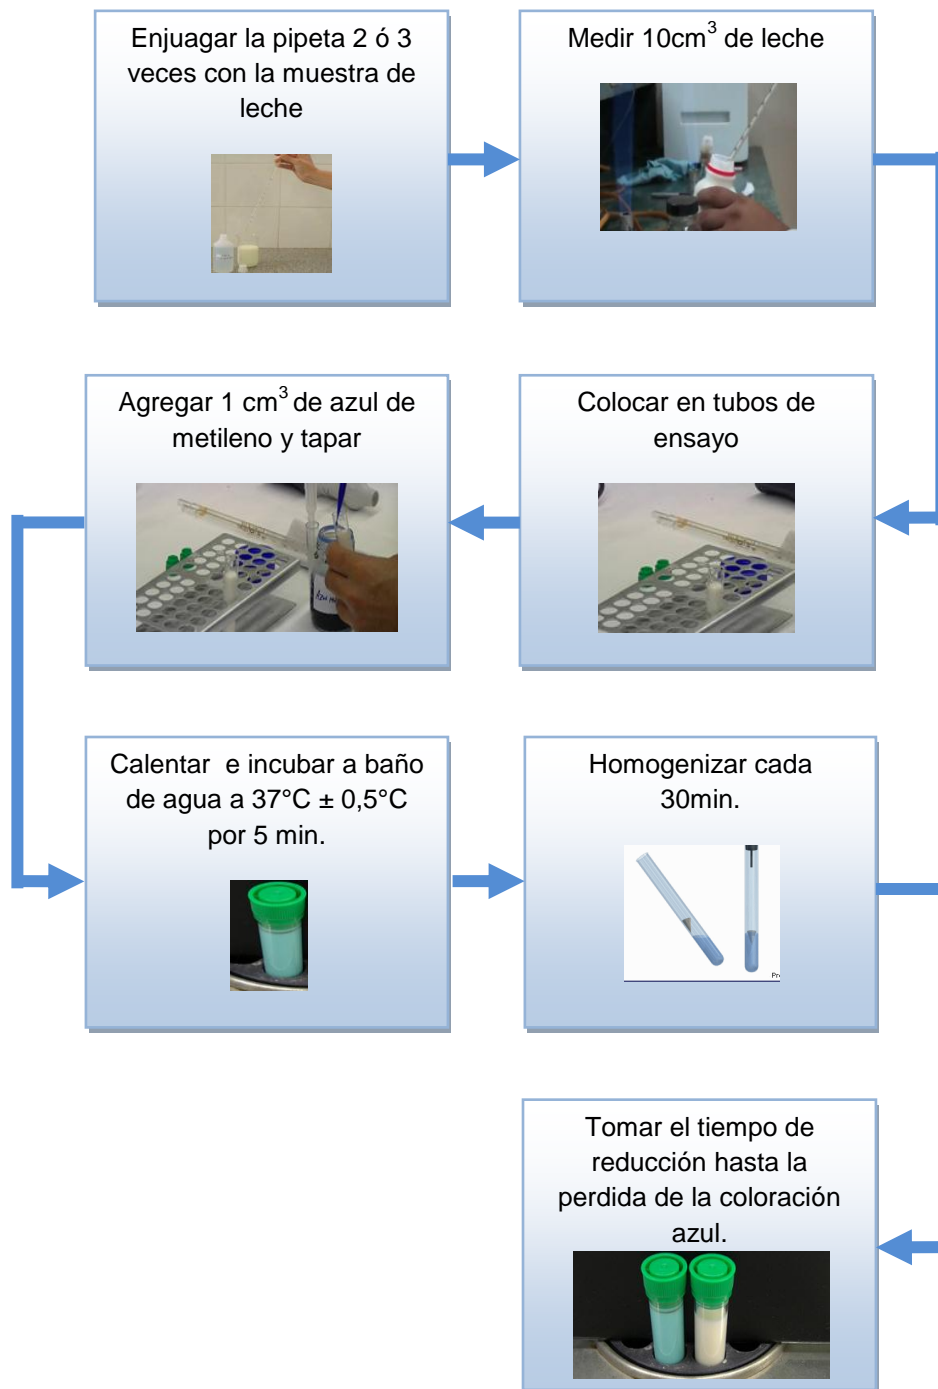 Enjuagar la pipeta 2 ó 3
veces con la muestra de
leche
Medir 10cm³ de leche
Colocar en tubos de
ensayo
Agregar 1 cm³ de azul de
metileno y tapar
Calentar e incubar a baño
de agua a 37°C ± 0,5°C
por 5 min.
Homogenizar cada
30min.
Tomar el tiempo de
reducción hasta la
perdida de la coloración
azul.